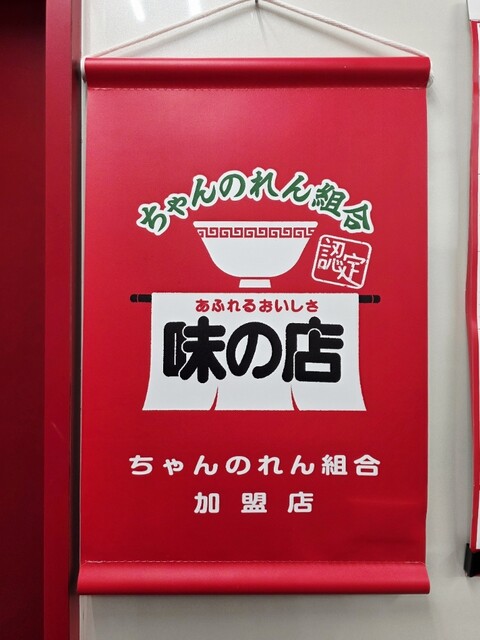 ちゃんのれん組合
認定
あふれるおいしさ
味の店
ちゃんのれん組合
加盟店